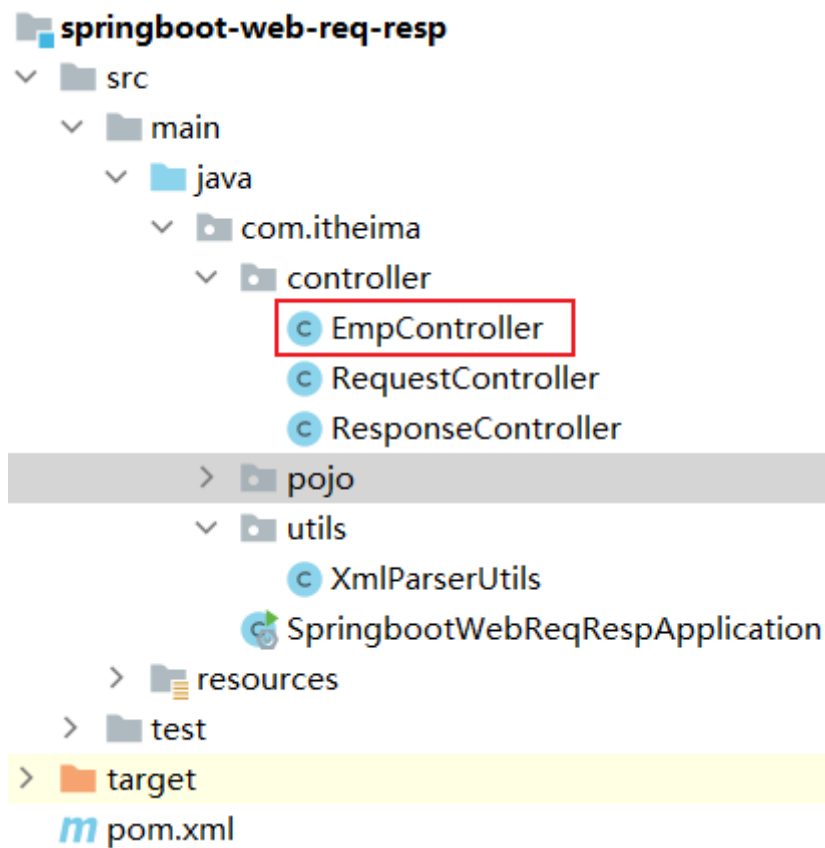 springboot-web-req-resp
src
main
java
com.itheima
controller
C EmpController
C RequestController
C ResponseController
pojo
utils
C XmlParserUtils
SpringbootWebReqRespApplication
resources
test
target
m pom.xml